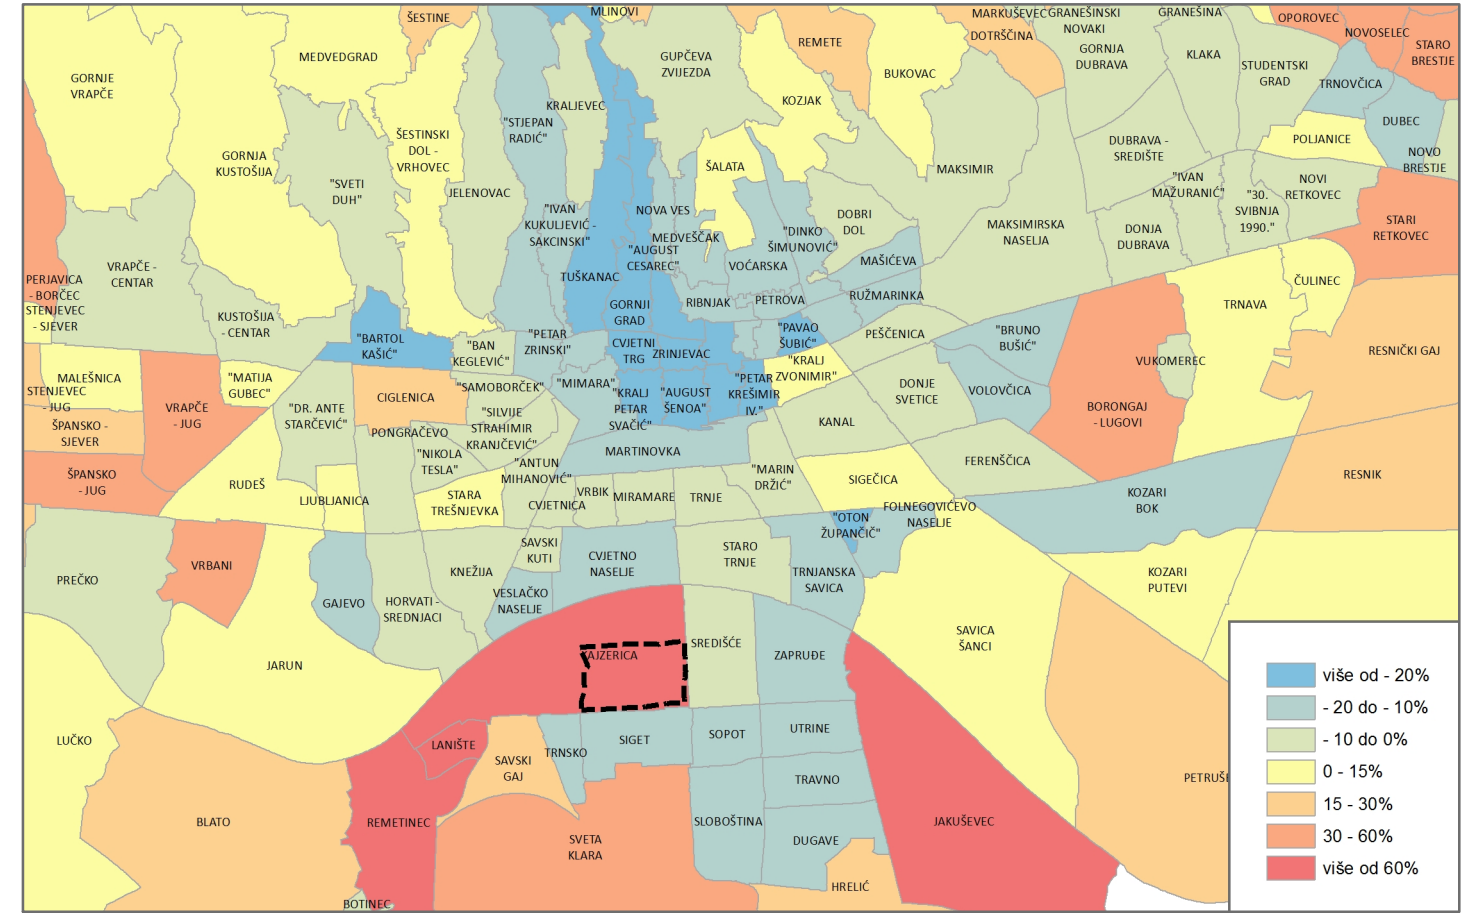 ŠESTINE
MLINOVI
MARKUŠEVEC
GRANEŠINSKI
NOVAKI
GRANEŠINA
OPOROVEC
NOVOSELEC
STARO
BRESTJE
DOTRŠČINA
REMETE
GORNJA
DUBRAVA
KLAKA
STUDENTSKI
GRAD
TRNOVČICA
MEDVEDGRAD
GUPČEVA
ZVIJEZDA
BUKOVAC
GORNJE
VRAPČE
KOZJAK
KRALJEVEC
"STJEPAN
RADIĆ"
DUBEC
POLJANICE
ŠESTINSKI
DOL -
VRHOVEC
DUBRAVA -
SREDIŠTE
NOVO
BRESTJE
GORNJA
KUSTOŠIJA
ŠALATA
MAKSIMIR
"IVAN
MAŽURANIĆ"
NOVI
RETKOVEC
"SVETI
DUH"
JELENOVAC
"30.
SVIBNJA
1990."
"IVAN
KUKULJEVIĆ -
SAKCINSKI"
NOVA VES
DOBRI
DOL
MAKSIMIRSKA
NASELJA
DONJA
DUBRAVA
STARI
RETKOVEC
MEDVEŠČAK
"DINKO
ŠIMUNOVIĆ"
"AUGUST
CESAREC"
VOĆARSKA
MAŠIĆEVA
VRAPČE -
CENTAR
TUŠKANAC
ČULINEC
PERJAVICA
- BORČEC
STENJEVEC
- SJEVER
RUŽMARINKA
RIBNJAK
PETROVA
GORNJI
GRAD
TRNAVA
KUSTOŠIJA
- CENTAR
"BARTOL
KAŠIĆ"
"BAN
KEGLEVIĆ"
"PETAR
ZRINSKI"
CVJETNI
TRG
ZRINJEVAC
"PAVAO
ŠUBIĆ"
PEŠČENICA
"BRUNO
BUŠIĆ"
VUKOMEREC
RESNIČKI GAJ
"KRALJ
ZVONIMIR"
MALEŠNICA
STENJEVEC
- JUG
"MATIJA
GUBEC"
"SAMOBORČEK"
"MIMARA"
"KRALJ
PETAR
SVAČIĆ"
"AUGUST
ŠENOA"
"PETAR
KREŠIMIR
IV."
DONJE
SVETICE
VOLOVČICA
CIGLENICA
VRAPČE
- JUG
"DR. ANTE
STARČEVIĆ"
"SILVIJE
STRAHIMIR
KRANJČEVIĆ"
BORONGAJ
- LUGOVI
ŠPANSKO -
SJEVER
PONGRAČEVO
KANAL
"NIKOLA
TESLA"
MARTINOVKA
FERENŠČICA
"ANTUN
MIHANOVIĆ"
"MARIN
DRŽIĆ"
SIGEČICA
RESNIK
ŠPANSKO
- JUG
RUDEŠ
LJUBLJANICA
STARA
TREŠNJEVKA
CVJETNICA
VRBIK
MIRAMARE
TRNJE
KOZARI
BOK
FOLNEGOVIĆEVO
NASELJE
"OTON
ŽUPANČIČ"
SAVSKI
KUTI
CVJETNO
NASELJE
STARO
TRNJE
VRBANI
PREČKO
KNEŽIJA
TRNJANSKA
SAVICA
KOZARI
PUTEVI
VESLAČKO
NASELJE
GAJEVO
HORVATI -
SREDNJACI
SREDIŠĆE
ZAPRUĐE
SAVICA
ŠANCI
JARUN
LUČKO
LANIŠTE
TRNSKO
SIGET
SOPOT
UTRINE
SAVSKI
GAJ
TRAVNO
BLATO
REMETINEC
SLOBOŠTINA
JAKUŠEVEC
SVETA
KLARA
DUGAVE
HRELIĆ
BOTINEC
više od - 20%
- 20 do - 10%
- 10 do 0%
0 - 15%
15 - 30%
30 - 60%
više od 60%